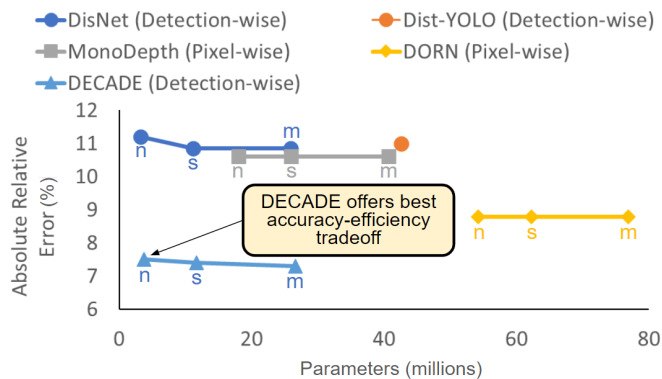 DisNet (Detection-wise)
Dist-YOLO (Detection-wise)
MonoDepth (Pixel-wise)
DORN (Pixel-wise)
DECADE (Detection-wise)
Absolute Relative
Error (%)
12
11
10
9
8
7
6
n
s
m
n
s
m
DECADE offers best
accuracy-efficiency
tradeoff
n
s
m
n
s
m
0
20
40
60
80
Parameters (millions)